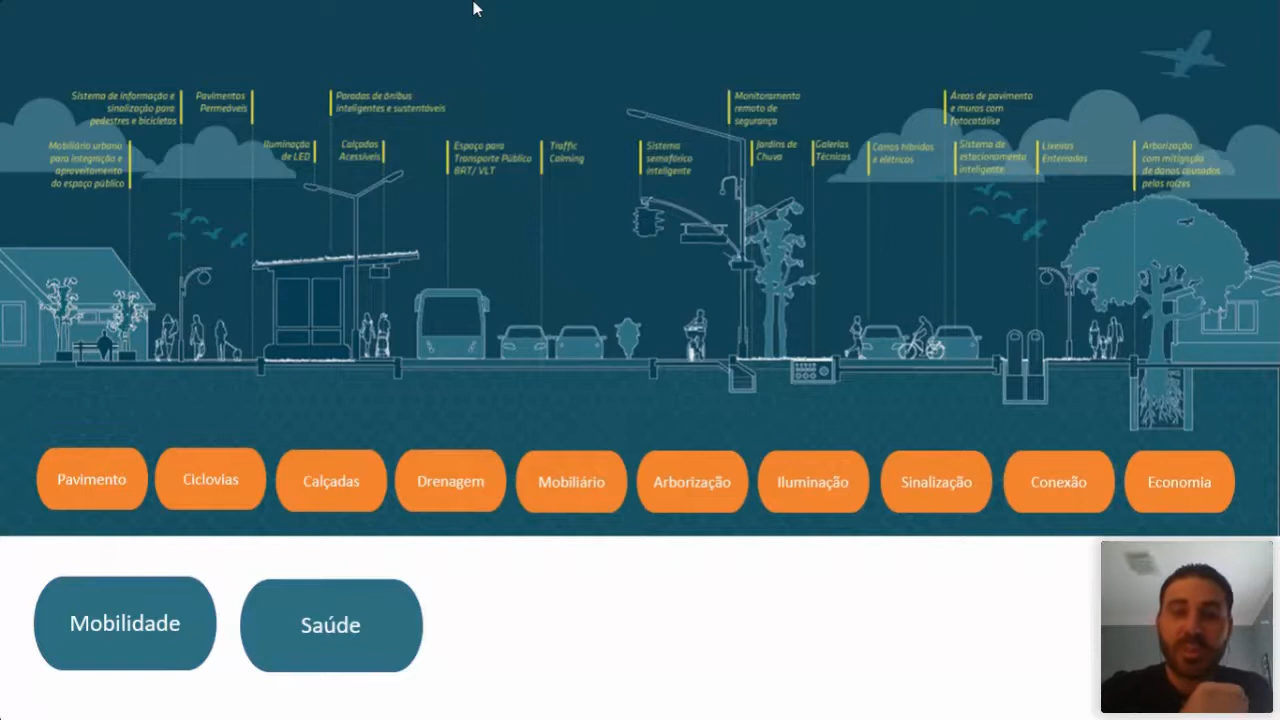 Sistema de informação e
sinalização para
pedestres e bicicletas
Pavimentos
Permeáveis
Paradas de ônibus
inteligentes e sustentáveis
Monitoramento
remoto de
segurança
Áreas de pavimento
e muros com
fotocatálise
Mobiliário urbano
para integração e
aproveitamento
do espaço público
Iluminação
de LED
Calçadas
Acessíveis
Espaço para
Transporte Público
BRT/ VLT
Traffic
Calming
Sistema
semafórico
inteligente
Jardins de
Chuva
Galerias
Técnicas
Carros híbridos
e elétricos
Sistema de
estacionamento
inteligente
Lixeiras
Enterradas
Arborização
com mitigação
de danos causados
pelas raízes
Pavimento
Ciclovias
Calçadas
Drenagem
Mobiliário
Arborização
Iluminação
Sinalização
Conexão
Economia
Mobilidade
Saúde